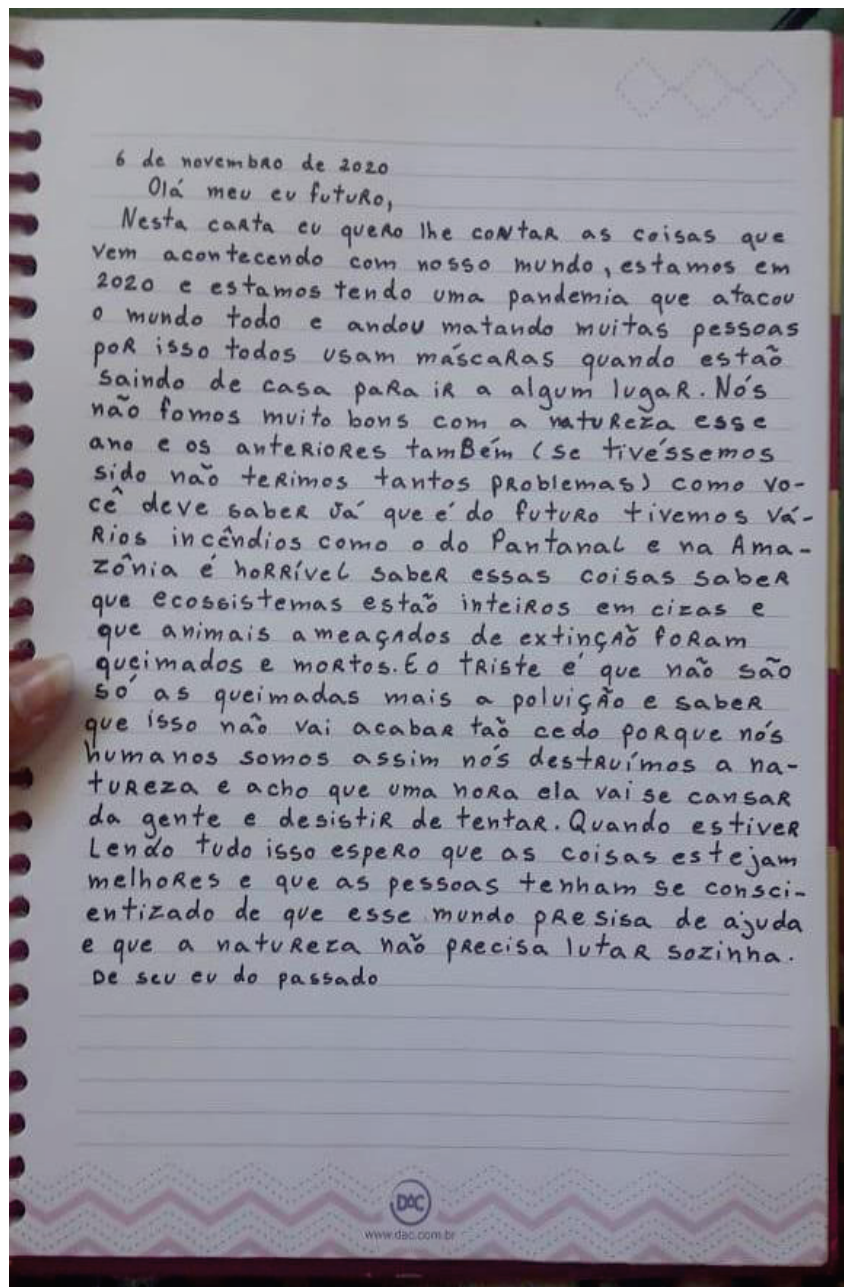 6 de novembro de 2020
Olá meu eu futuro,
Nesta carta eu quero lhe contar as coisas que
vem acontecendo com nosso mundo, estamos em
2020 e estamos tendo uma pandemia que atacou
o mundo todo e andou matando muitas pessoas
por isso todos usam máscaras quando estão
saindo de casa para ir a algum lugar. Nós
não fomos muito bons com a natureza esse
ano e os anteriores também (se tivéssemos
sido não terimos tantos problemas) como vo-
cê deve saber já que é do futuro tivemos vá-
rios incêndios como o do Pantanal e na Ama-
zônia é horrível saber essas coisas saber
que ecossistemas estão inteiros em cizas e
que animais ameaçados de extinção foram
queimados e mortos. E o triste é que não são
só as queimadas mais a poluição e saber
que isso não vai acabar tão cedo porque nós
humanos somos assim nós destruímos a na-
tureza e acho que uma hora ela vai se cansar
da gente e desistir de tentar. Quando estiver
Lendo tudo isso espero que as coisas estejam
melhores e que as pessoas tenham se consci-
entizado de que esse mundo presisa de ajuda
e que a natureza não precisa lutar sozinha.
De seu eu do passado
DAC
www.dac.com.br